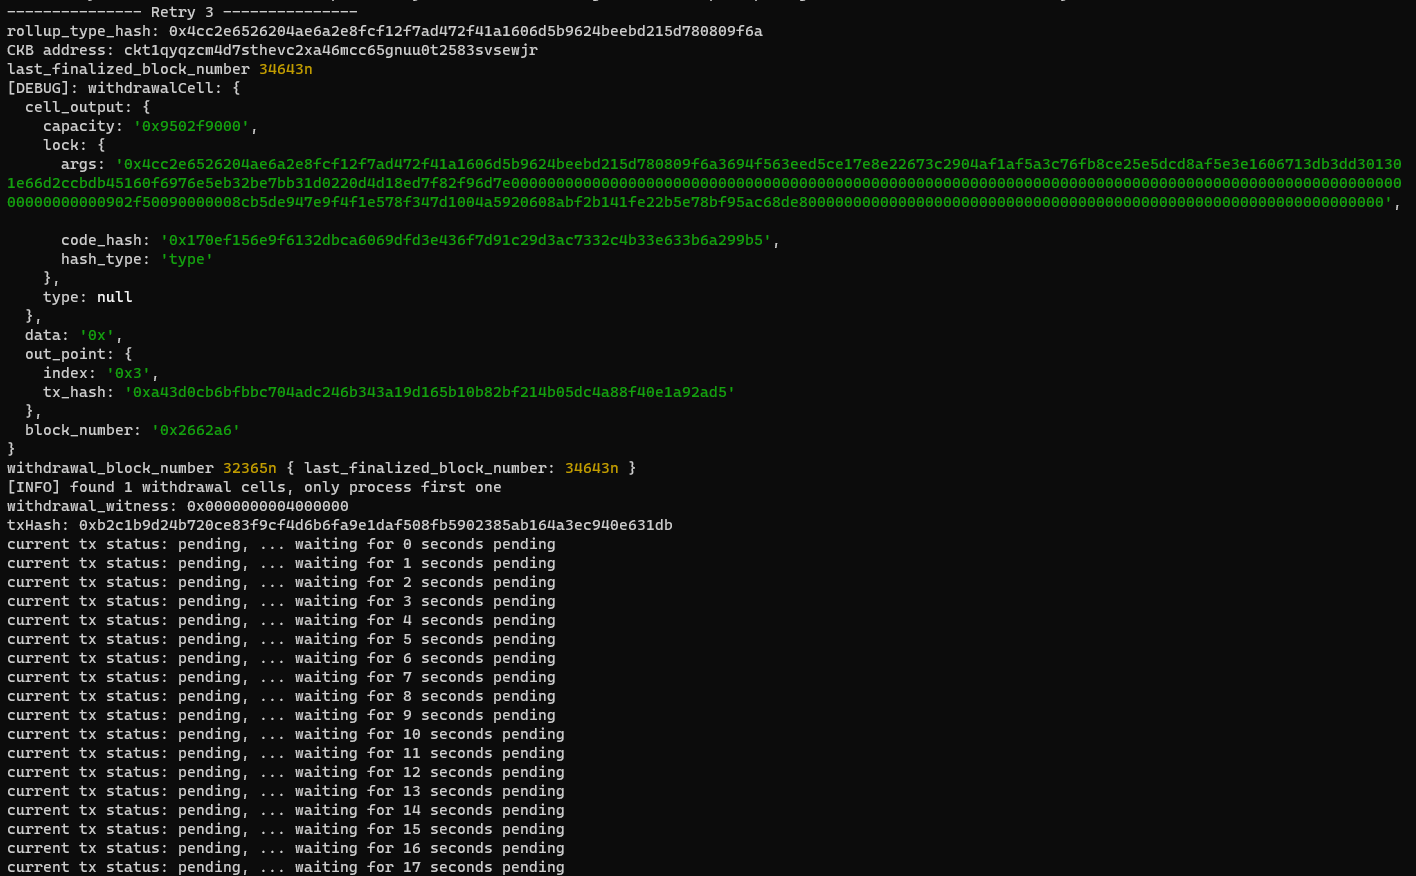 --------------- Retry 3 ---------------
rollup_type_hash: 0x4cc2e6526204ae6a2e8fcf12f7ad472f41a1606d5b9624beebd215d780809f6a
CKB address: ckt1qyqzcm4d7sthevc2xa46mcc65gnuu0t2583svsewjr
last_finalized_block_number 34643n
[DEBUG]: withdrawalCell: {
  cell_output: {
    capacity: '0x9502f9000',
    lock: {
      args: '0x4cc2e6526204ae6a2e8fcf12f7ad472f41a1606d5b9624beebd215d780809f6a3694f563eed5ce17e8e22673c2904af1af5a3c76fb8ce25e5dcd8af5e3e1606713db3dd30130
1e66d2ccbdb45160f6976e5eb32be7bb31d0220d4d18ed7f82f96d7e000000000000000000000000000000000000000000000000000000000000000000000000000000000000000000000000000
000000000000902f50090000008cb5de947e9f4f1e578f347d1004a5920608abf2b141fe22b5e78bf95ac68de80000000000000000000000000000000000000000000000000000000000000000',
      code_hash: '0x170ef156e9f6132dbca6069dfd3e436f7d91c29d3ac7332c4b33e633b6a299b5',
      hash_type: 'type'
    },
    type: null
  },
  data: '0x',
  out_point: {
    index: '0x3',
    tx_hash: '0xa43d0cb6bfbbc704adc246b343a19d165b10b82bf214b05dc4a88f40e1a92ad5'
  },
  block_number: '0x2662a6'
}
withdrawal_block_number 32365n { last_finalized_block_number: 34643n }
[INFO] found 1 withdrawal cells, only process first one
withdrawal_witness: 0x0000000004000000
txHash: 0xb2c1b9d24b720ce83f9cf4d6b6fa9e1daf508fb5902385ab164a3ec940e631db
current tx status: pending, ... waiting for 0 seconds pending
current tx status: pending, ... waiting for 1 seconds pending
current tx status: pending, ... waiting for 2 seconds pending
current tx status: pending, ... waiting for 3 seconds pending
current tx status: pending, ... waiting for 4 seconds pending
current tx status: pending, ... waiting for 5 seconds pending
current tx status: pending, ... waiting for 6 seconds pending
current tx status: pending, ... waiting for 7 seconds pending
current tx status: pending, ... waiting for 8 seconds pending
current tx status: pending, ... waiting for 9 seconds pending
current tx status: pending, ... waiting for 10 seconds pending
current tx status: pending, ... waiting for 11 seconds pending
current tx status: pending, ... waiting for 12 seconds pending
current tx status: pending, ... waiting for 13 seconds pending
current tx status: pending, ... waiting for 14 seconds pending
current tx status: pending, ... waiting for 15 seconds pending
current tx status: pending, ... waiting for 16 seconds pending
current tx status: pending, ... waiting for 17 seconds pending